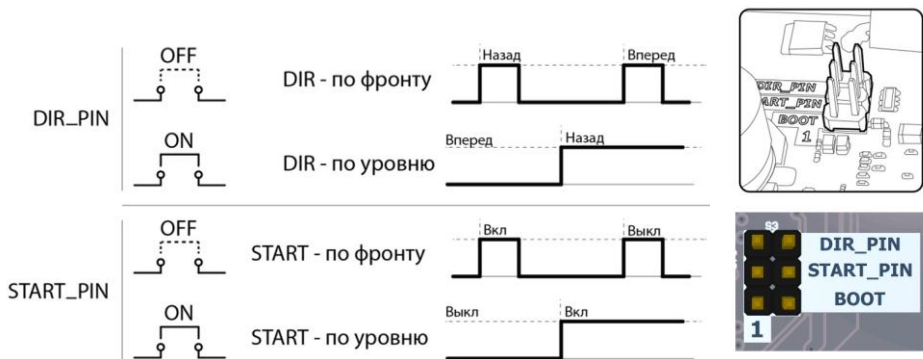 DIR_PIN
OFF
DIR - по фронту
Назад
Вперед
ON
DIR - по уровню
Вперед
Назад
START_PIN
OFF
START - по фронту
Вкл
Выкл
ON
START - по уровню
Выкл
Вкл
DIR_PIN
ART_PIN
BOOT
1
DIR_PIN
START_PIN
BOOT
1